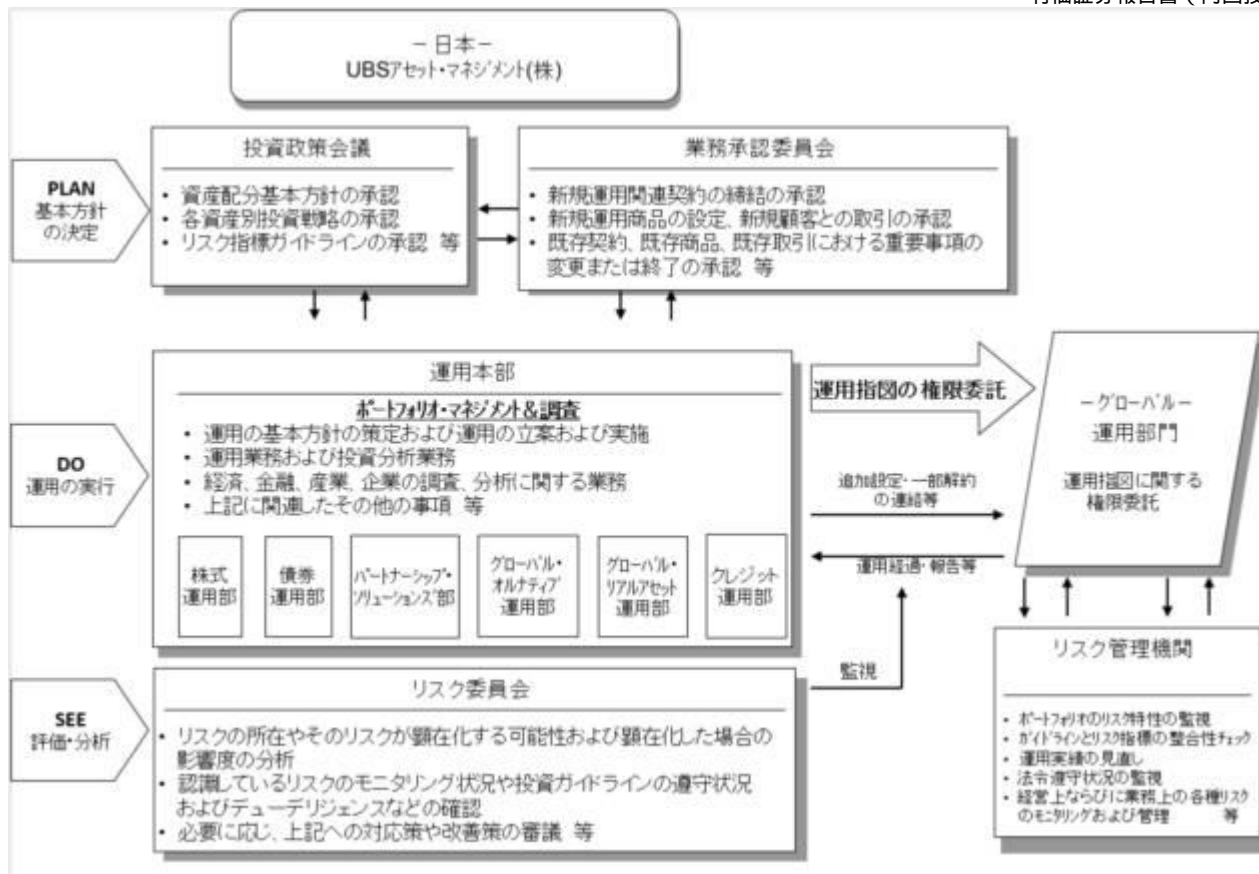 －日本－
UBSアセット・マネジメント(株)
PLAN
基本方針
の決定
投資政策会議
・ 資産配分基本方針の承認
・ 各資産別投資戦略の承認
・ リスク指標ガイドラインの承認 等
業務承認委員会
・ 新規運用関連契約の締結の承認
・ 新規運用商品の設定、新規顧客との取引の承認
・ 既存契約、既存商品、既存取引における重要事項の
変更または終了の承認 等
DO
運用の実行
運用本部
ポートフォリオ・マネジメント&調査
・ 運用の基本方針の策定および運用の立案および実施
・ 運用業務および投資分析業務
・ 経済、金融、産業、企業の調査、分析に関する業務
・ 上記に関連したその他の事項 等
株式
運用部
債券
運用部
パートナーシップ・
ソリューションズ部
グローバル・
オルナティブ
運用部
グローバル・
リアルアセット
運用部
クレジット
運用部
運用指図の権限委託
追加設定・一部解約
の連絡等
運用経過・報告等
監視
－グローバル－
運用部門
運用指図に関する
権限委託
SEE
評価・分析
リスク委員会
・ リスクの所在やそのリスクが顕在化する可能性および顕在化した場合の
影響度の分析
・ 認識しているリスクのモニタリング状況や投資ガイドラインの遵守状況
およびデューデリジェンスなどの確認
・ 必要に応じ、上記への対応策や改善策の審議 等
リスク管理機関
・ ポートフォリオのリスク特性の監視
・ ガイドラインとリスク指標の整合性チェック
・ 運用実績の見直し
・ 法令遵守状況の監視
・ 経営上ならびに業務上の各種リスク
のモニタリングおよび管理 等